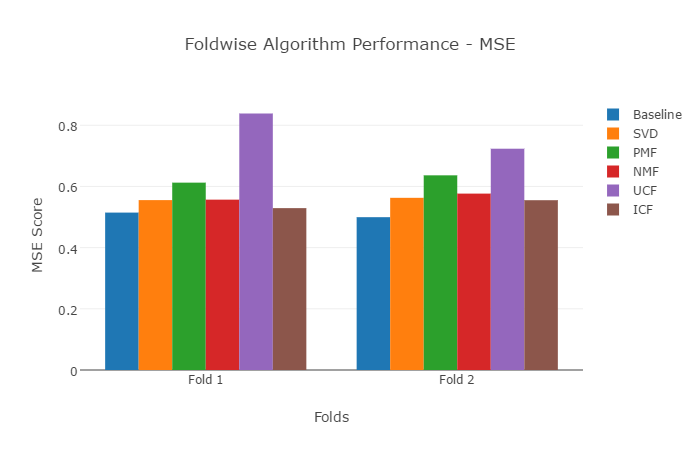 Foldwise Algorithm Performance - MSE
Baseline
SVD
PMF
NMF
UCF
ICF
MSE Score
0.8
0.6
0.4
0.2
0
Fold 1
Fold 2
Folds